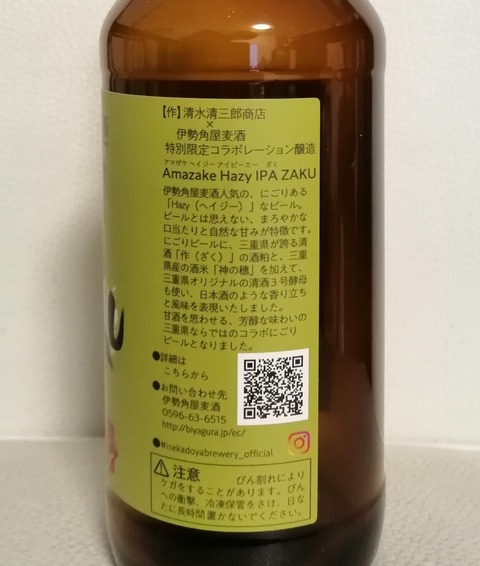 【作】清水清三郎商店
×
伊勢角屋麦酒
特別限定コラボレーション醸造
アマザケ ヘイジー アイピーエー ざく
Amazake Hazy IPA ZAKU
伊勢角屋麦酒人気の、にごりある
「Hazy（ヘイジー）」なビール。
ビールとは思えない、まろやかな
口当たりと自然な甘みが特徴です。
にごりビールに、三重県が誇る清
酒「作（ざく）」の酒粕と、三重
県産の酒米「神の穂」を加えて、
三重県オリジナルの清酒３号酵母
も使い、日本酒のような香り立ち
と風味を表現いたしました。
甘酒を思わせる、芳醇な味わいの
三重県ならではのコラボにごり
ビールとなりました。
●詳細は
こちらから
●お問い合わせ先
伊勢角屋麦酒
0596-63-6515
http://biyagura.jp/ec/
●#isekadoyabrewery_official
注意 びん割れにより
ケガをすることがあります。びん
への衝撃、冷凍保管をさけ、日な
たに長時間置かないでください。